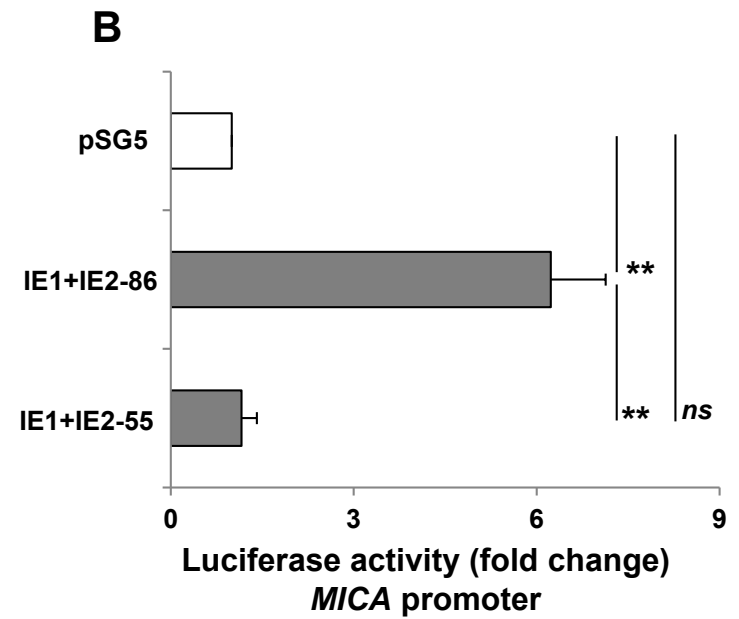 B
pSG5
IE1+IE2-86
**
IE1+IE2-55
** ns
0 3 6 9
Luciferase activity (fold change)
MICA promoter